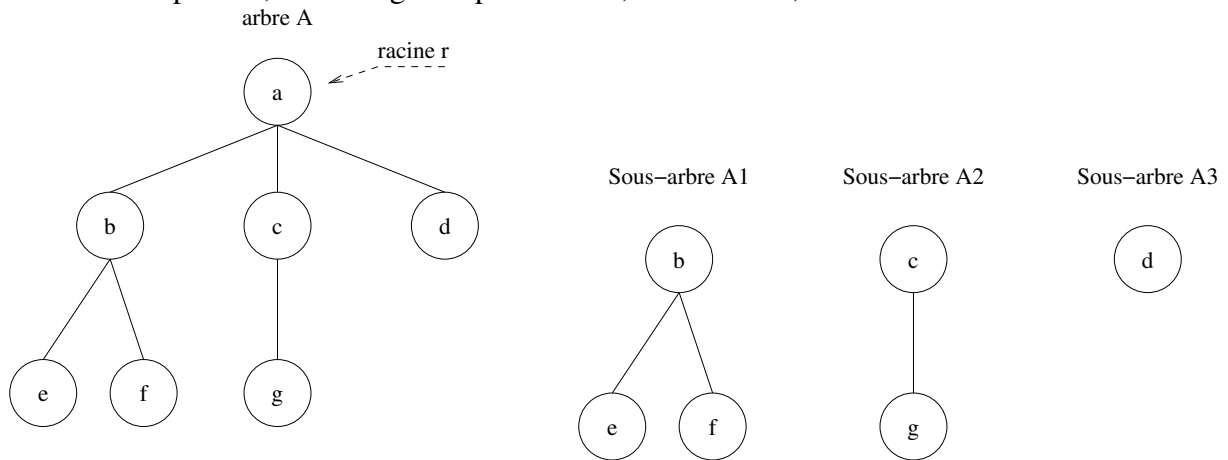 arbre A
racine r
a
b
c
d
e
f
g
Sous−arbre A1
Sous−arbre A2
Sous−arbre A3
b
c
d
e
f
g